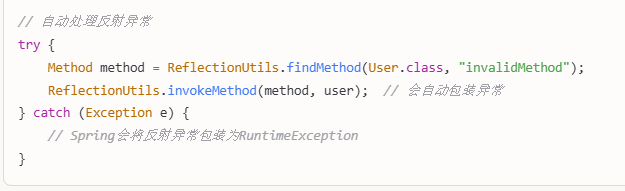 // 自动处理反射异常
try {
    Method method = ReflectionUtils.findMethod(User.class, "invalidMethod");
    ReflectionUtils.invokeMethod(method, user);  // 会自动包装异常
} catch (Exception e) {
    // Spring会将反射异常包装为RuntimeException
}